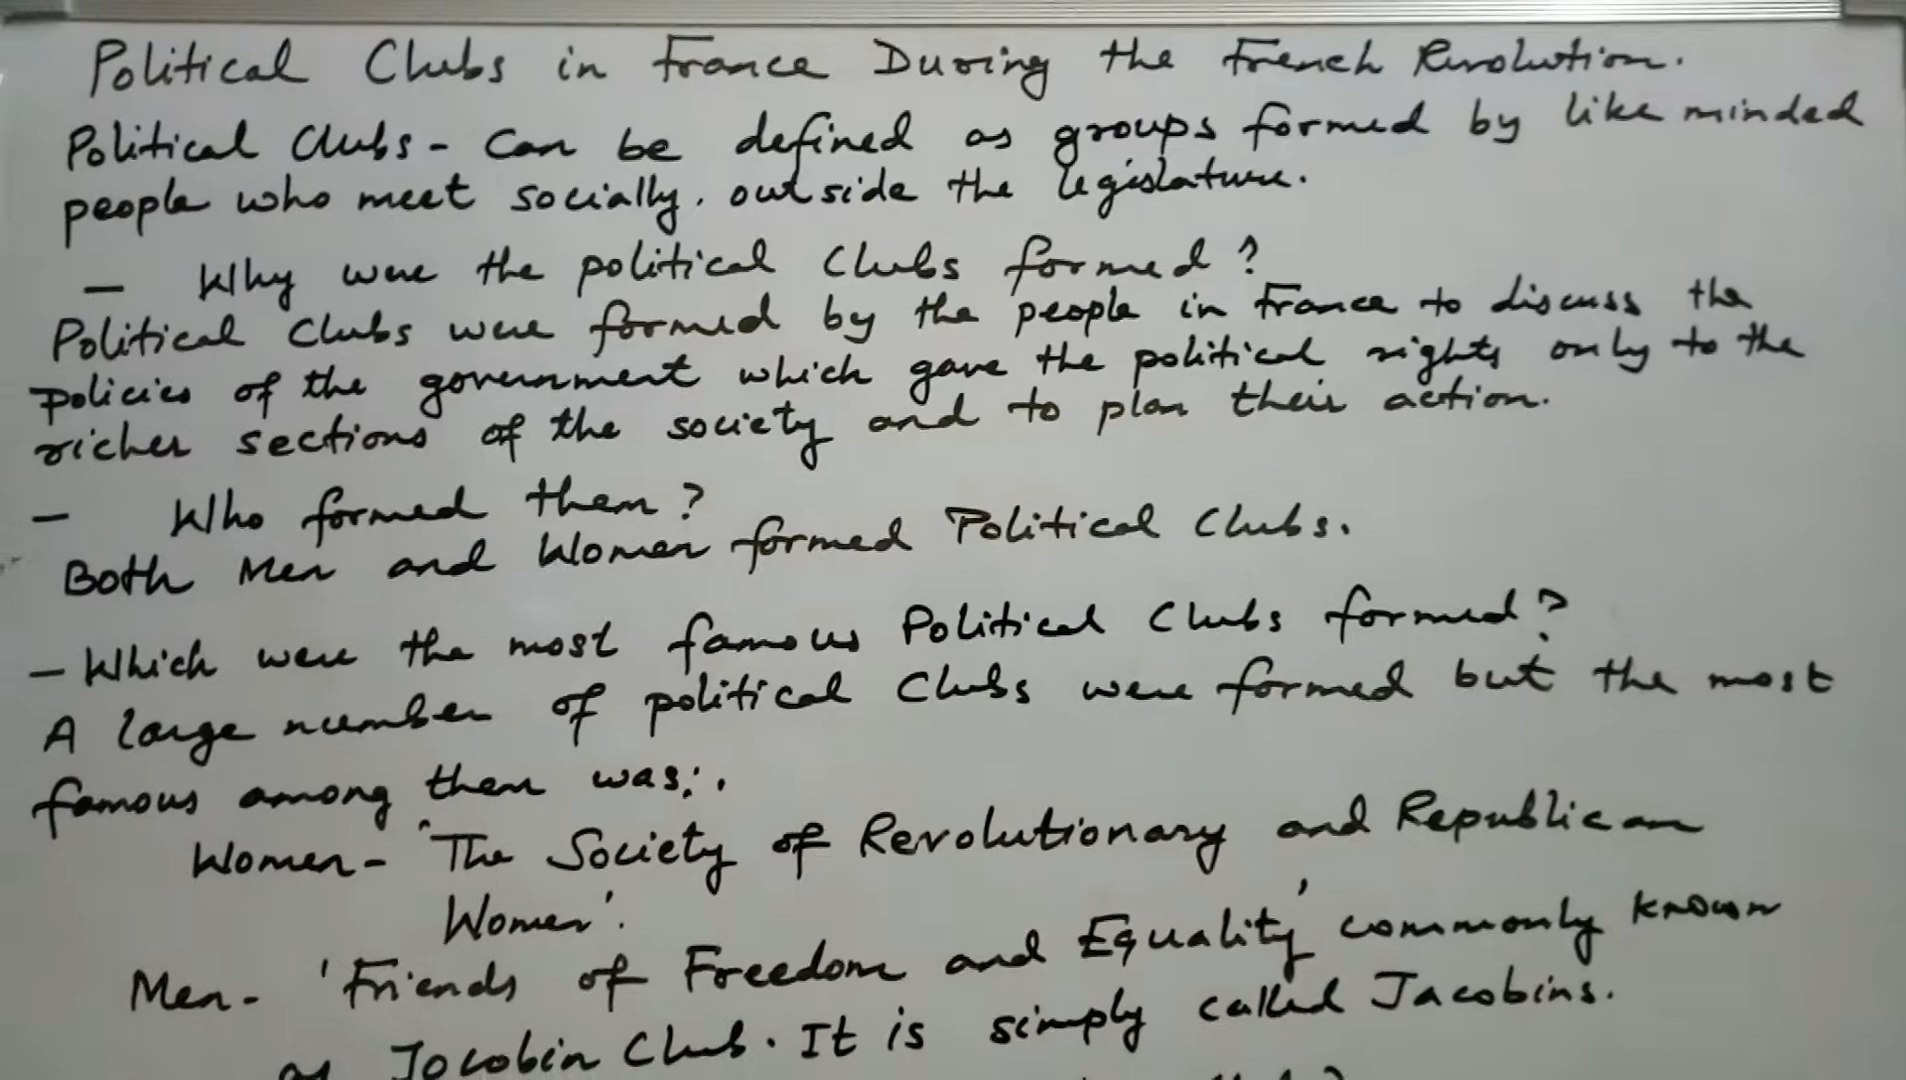 Political Clubs in France During the French Revolution.
Political Clubs - Can be defined as groups formed by like minded
people who meet socially. outside the legislature.
- Why were the political Clubs formed?
Political Clubs were formed by the people in France to discuss the
policies of the government which gave the political rights only to the
richer sections of the society and to plan their action.
- Who formed them?
Both Men and Women formed Political Clubs.
- Which were the most famous Political Clubs formed?
A large number of political Clubs were formed but the most
famous among them was:.
Women - 'The Society of Revolutionary and Republican
Women'.
Men - 'Friends of Freedom and Equality' commonly known
as Jocobin Club. It is simply called Jacobins.